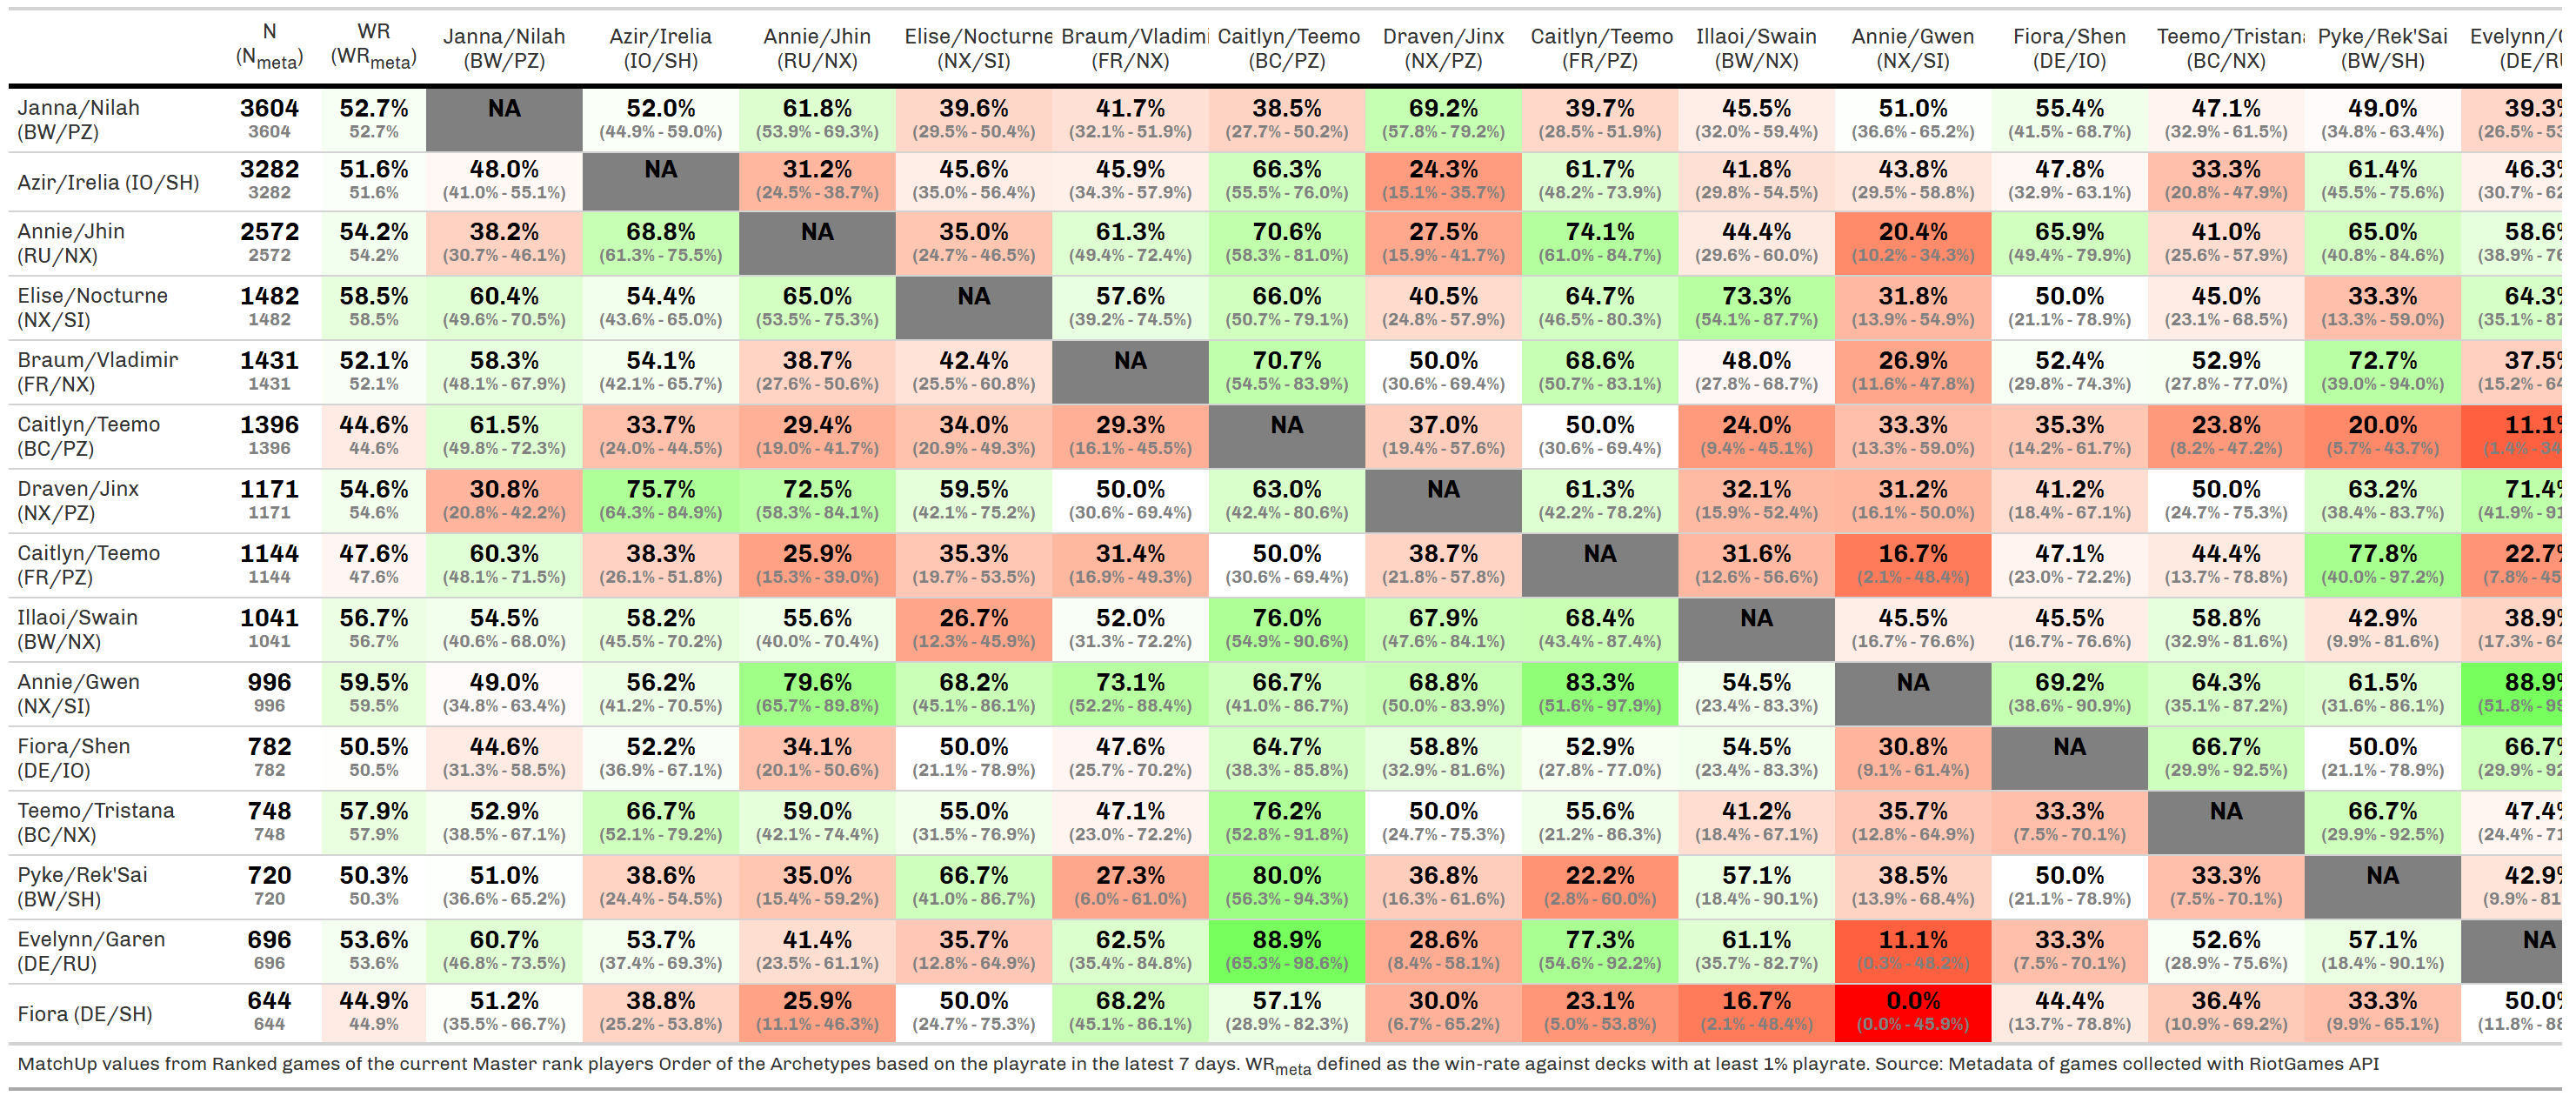 N WR Janna/Nilah Azir/Irelia Annie/Jhin Elise/Nocturne Braum/Vladimi Caitlyn/Teemo Draven/Jinx Caitlyn/Teemo Illaoi/Swain Annie/Gwen Fiora/Shen Teemo/Tristana Pyke/Rek'Sai Evelynn/
(Nmeta) (WRmeta) (BW/PZ) (IO/SH) (RU/NX) (NX/SI) (FR/NX) (BC/PZ) (NX/PZ) (FR/PZ) (BW/NX) (NX/SI) (DE/IO) (BC/NX) (BW/SH) (DE/RU
Janna/Nilah 3604 52.7% NA 52.0% 61.8% 39.6% 41.7% 38.5% 69.2% 39.7% 45.5% 51.0% 55.4% 47.1% 49.0% 39.3%
(BW/PZ) 3604 52.7% (44.9% - 59.0%) (53.9% - 69.3%) (29.5% - 50.4%) (32.1% - 51.9%) (27.7% - 50.2%) (57.8% - 79.2%) (28.5% - 51.9%) (32.0% - 59.4%) (36.6% - 65.2%) (41.5% - 68.7%) (32.9% - 61.5%) (34.8% - 63.4%) (26.5% - 53
Azir/Irelia (IO/SH) 3282 51.6% 48.0% NA 31.2% 45.6% 45.9% 66.3% 24.3% 61.7% 41.8% 43.8% 47.8% 33.3% 61.4% 46.3%
3282 51.6% (41.0% - 55.1%) (24.5% - 38.7%) (35.0% - 56.4%) (34.3% - 57.9%) (55.5% - 76.0%) (15.1% - 35.7%) (48.2% - 73.9%) (29.8% - 54.5%) (29.5% - 58.8%) (32.9% - 63.1%) (20.8% - 47.9%) (45.5% - 75.6%) (30.7% - 62
Annie/Jhin 2572 54.2% 38.2% 68.8% NA 35.0% 61.3% 70.6% 27.5% 74.1% 44.4% 20.4% 65.9% 41.0% 65.0% 58.6%
(RU/NX) 2572 54.2% (30.7% - 46.1%) (61.3% - 75.5%) (24.7% - 46.5%) (49.4% - 72.4%) (58.3% - 81.0%) (15.9% - 41.7%) (61.0% - 84.7%) (29.6% - 60.0%) (10.2% - 34.3%) (49.4% - 79.9%) (25.6% - 57.9%) (40.8% - 84.6%) (38.9% - 76
Elise/Nocturne 1482 58.5% 60.4% 54.4% 65.0% NA 57.6% 66.0% 40.5% 64.7% 73.3% 31.8% 50.0% 45.0% 33.3% 64.3%
(NX/SI) 1482 58.5% (49.6% - 70.5%) (43.6% - 65.0%) (53.5% - 75.3%) (39.2% - 74.5%) (50.7% - 79.1%) (24.8% - 57.9%) (46.5% - 80.3%) (54.1% - 87.7%) (13.9% - 54.9%) (21.1% - 78.9%) (23.1% - 68.5%) (13.3% - 59.0%) (35.1% - 87
Braum/Vladimir 1431 52.1% 58.3% 54.1% 38.7% 42.4% NA 70.7% 50.0% 68.6% 48.0% 26.9% 52.4% 52.9% 72.7% 37.5%
(FR/NX) 1431 52.1% (48.1% - 67.9%) (42.1% - 65.7%) (27.6% - 50.6%) (25.5% - 60.8%) (54.5% - 83.9%) (30.6% - 69.4%) (50.7% - 83.1%) (27.8% - 68.7%) (11.6% - 47.8%) (29.8% - 74.3%) (27.8% - 77.0%) (39.0% - 94.0%) (15.2% - 64
Caitlyn/Teemo 1396 44.6% 61.5% 33.7% 29.4% 34.0% 29.3% NA 37.0% 50.0% 24.0% 33.3% 35.3% 23.8% 20.0% 11.1%
(BC/PZ) 1396 44.6% (49.8% - 72.3%) (24.0% - 44.5%) (19.0% - 41.7%) (20.9% - 49.3%) (16.1% - 45.5%) (19.4% - 57.6%) (30.6% - 69.4%) (9.4% - 45.1%) (13.3% - 59.0%) (14.2% - 61.7%) (8.2% - 47.2%) (5.7% - 43.7%) (1.4% - 34
Draven/Jinx 1171 54.6% 30.8% 75.7% 72.5% 59.5% 50.0% 63.0% NA 61.3% 32.1% 31.2% 41.2% 50.0% 63.2% 71.4%
(NX/PZ) 1171 54.6% (20.8% - 42.2%) (64.3% - 84.9%) (58.3% - 84.1%) (42.1% - 75.2%) (30.6% - 69.4%) (42.4% - 80.6%) (42.2% - 78.2%) (15.9% - 52.4%) (16.1% - 50.0%) (18.4% - 67.1%) (24.7% - 75.3%) (38.4% - 83.7%) (41.9% - 91
Caitlyn/Teemo 1144 47.6% 60.3% 38.3% 25.9% 35.3% 31.4% 50.0% 38.7% NA 31.6% 16.7% 47.1% 44.4% 77.8% 22.7%
(FR/PZ) 1144 47.6% (48.1% - 71.5%) (26.1% - 51.8%) (15.3% - 39.0%) (19.7% - 53.5%) (16.9% - 49.3%) (30.6% - 69.4%) (21.8% - 57.8%) (12.6% - 56.6%) (2.1% - 48.4%) (23.0% - 72.2%) (13.7% - 78.8%) (40.0% - 97.2%) (7.8% - 45
Illaoi/Swain 1041 56.7% 54.5% 58.2% 55.6% 26.7% 52.0% 76.0% 67.9% 68.4% NA 45.5% 45.5% 58.8% 42.9% 38.9%
(BW/NX) 1041 56.7% (40.6% - 68.0%) (45.5% - 70.2%) (40.0% - 70.4%) (12.3% - 45.9%) (31.3% - 72.2%) (54.9% - 90.6%) (47.6% - 84.1%) (43.4% - 87.4%) (16.7% - 76.6%) (16.7% - 76.6%) (32.9% - 81.6%) (9.9% - 81.6%) (17.3% - 64
Annie/Gwen 996 59.5% 49.0% 56.2% 79.6% 68.2% 73.1% 66.7% 68.8% 83.3% 54.5% NA 69.2% 64.3% 61.5% 88.9%
(NX/SI) 996 59.5% (34.8% - 63.4%) (41.2% - 70.5%) (65.7% - 89.8%) (45.1% - 86.1%) (52.2% - 88.4%) (41.0% - 86.7%) (50.0% - 83.9%) (51.6% - 97.9%) (23.4% - 83.3%) (38.6% - 90.9%) (35.1% - 87.2%) (31.6% - 86.1%) (51.8% - 99
Fiora/Shen 782 50.5% 44.6% 52.2% 34.1% 50.0% 47.6% 64.7% 58.8% 52.9% 54.5% 30.8% NA 66.7% 50.0% 66.7%
(DE/IO) 782 50.5% (31.3% - 58.5%) (36.9% - 67.1%) (20.1% - 50.6%) (21.1% - 78.9%) (25.7% - 70.2%) (38.3% - 85.8%) (32.9% - 81.6%) (27.8% - 77.0%) (23.4% - 83.3%) (9.1% - 61.4%) (29.9% - 92.5%) (21.1% - 78.9%) (29.9% - 92
Teemo/Tristana 748 57.9% 52.9% 66.7% 59.0% 55.0% 47.1% 76.2% 50.0% 55.6% 41.2% 35.7% 33.3% NA 66.7% 47.4%
(BC/NX) 748 57.9% (38.5% - 67.1%) (52.1% - 79.2%) (42.1% - 74.4%) (31.5% - 76.9%) (23.0% - 72.2%) (52.8% - 91.8%) (24.7% - 75.3%) (21.2% - 86.3%) (18.4% - 67.1%) (12.8% - 64.9%) (7.5% - 70.1%) (29.9% - 92.5%) (24.4% - 71
Pyke/Rek'Sai 720 50.3% 51.0% 38.6% 35.0% 66.7% 27.3% 80.0% 36.8% 22.2% 57.1% 38.5% 50.0% 33.3% NA 42.9%
(BW/SH) 720 50.3% (36.6% - 65.2%) (24.4% - 54.5%) (15.4% - 59.2%) (41.0% - 86.7%) (6.0% - 61.0%) (56.3% - 94.3%) (16.3% - 61.6%) (2.8% - 60.0%) (18.4% - 90.1%) (13.9% - 68.4%) (21.1% - 78.9%) (7.5% - 70.1%) (9.9% - 81
Evelynn/Garen 696 53.6% 60.7% 53.7% 41.4% 35.7% 62.5% 88.9% 28.6% 77.3% 61.1% 11.1% 33.3% 52.6% 57.1% NA
(DE/RU) 696 53.6% (46.8% - 73.5%) (37.4% - 69.3%) (23.5% - 61.1%) (12.8% - 64.9%) (35.4% - 84.8%) (65.3% - 98.6%) (8.4% - 58.1%) (54.6% - 92.2%) (35.7% - 82.7%) (0.3% - 48.2%) (7.5% - 70.1%) (28.9% - 75.6%) (18.4% - 90.1%)
Fiora (DE/SH) 644 44.9% 51.2% 38.8% 25.9% 50.0% 68.2% 57.1% 30.0% 23.1% 16.7% 0.0% 44.4% 36.4% 33.3% 50.0%
644 44.9% (35.5% - 66.7%) (25.2% - 53.8%) (11.1% - 46.3%) (24.7% - 75.3%) (45.1% - 86.1%) (28.9% - 82.3%) (6.7% - 65.2%) (5.0% - 53.8%) (2.1% - 48.4%) (0.0% - 45.9%) (13.7% - 78.8%) (10.9% - 69.2%) (9.9% - 65.1%) (11.8% - 88
MatchUp values from Ranked games of the current Master rank players Order of the Archetypes based on the playrate in the latest 7 days. WRmeta defined as the win-rate against decks with at least 1% playrate. Source: Metadata of games collected with RiotGames API